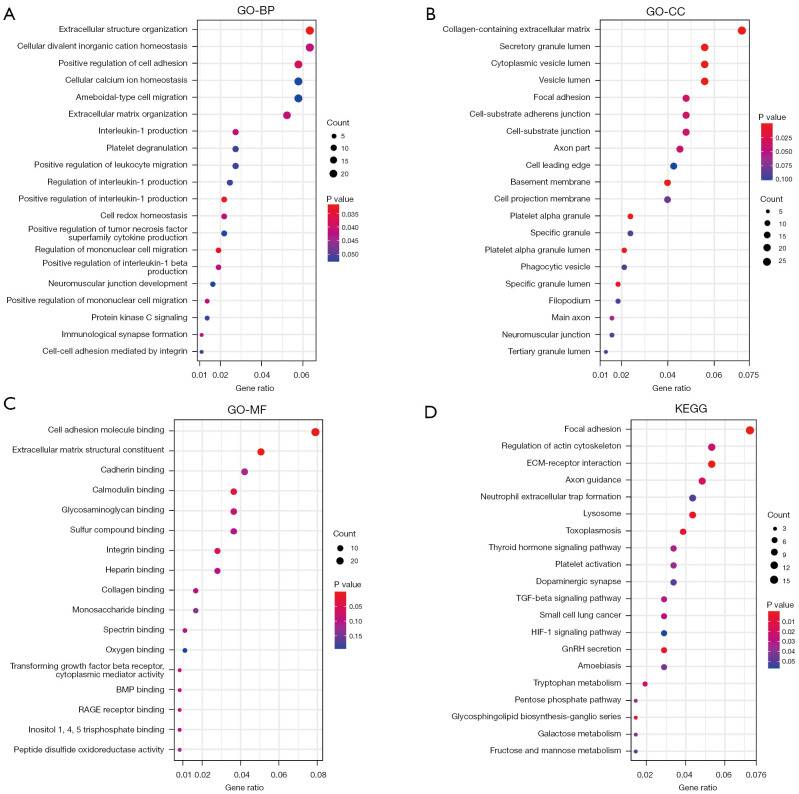 A
GO-BP
Extracellular structure organization
Cellular divalent inorganic cation homeostasis
Positive regulation of cell adhesion
Cellular calcium ion homeostasis
Ameboidal-type cell migration
Extracellular matrix organization
Interleukin-1 production
Platelet degranulation
Positive regulation of leukocyte migration
Regulation of interleukin-1 production
Positive regulation of interleukin-1 production
Cell redox homeostasis
Positive regulation of tumor necrosis factor
superfamily cytokine production
Regulation of mononuclear cell migration
Positive regulation of interleukin-1 beta
production
Neuromuscular junction development
Positive regulation of mononuclear cell migration
Protein kinase C signaling
Immunological synapse formation
Cell-cell adhesion mediated by integrin
0.01 0.02 0.04 0.06
Gene ratio
Count
5
10
15
20
P value
0.035
0.040
0.045
0.050
B
GO-CC
Collagen-containing extracellular matrix
Secretory granule lumen
Cytoplasmic vesicle lumen
Vesicle lumen
Focal adhesion
Cell-substrate adherens junction
Cell-substrate junction
Axon part
Cell leading edge
Basement membrane
Cell projection membrane
Platelet alpha granule
Specific granule
Platelet alpha granule lumen
Phagocytic vesicle
Specific granule lumen
Filopodium
Main axon
Neuromuscular junction
Tertiary granule lumen
0.01 0.02 0.04 0.06 0.075
Gene ratio
P value
0.025
0.050
0.075
0.100
Count
5
10
15
20
25
C
GO-MF
Cell adhesion molecule binding
Extracellular matrix structural constituent
Cadherin binding
Calmodulin binding
Glycosaminoglycan binding
Sulfur compound binding
Integrin binding
Heparin binding
Collagen binding
Monosaccharide binding
Spectrin binding
Oxygen binding
Transforming growth factor beta receptor,
cytoplasmic mediator activity
BMP binding
RAGE receptor binding
Inositol 1, 4, 5 trisphosphate binding
Peptide disulfide oxidoreductase activity
0.01 0.02 0.04 0.06 0.08
Gene ratio
Count
10
20
P value
0.05
0.10
0.15
D
KEGG
Focal adhesion
Regulation of actin cytoskeleton
ECM-receptor interaction
Axon guidance
Neutrophil extracellular trap formation
Lysosome
Toxoplasmosis
Thyroid hormone signaling pathway
Platelet activation
Dopaminergic synapse
TGF-beta signaling pathway
Small cell lung cancer
HIF-1 signaling pathway
GnRH secretion
Amoebiasis
Tryptophan metabolism
Pentose phosphate pathway
Glycosphingolipid biosynthesis-ganglio series
Galactose metabolism
Fructose and mannose metabolism
0.02 0.04 0.06 0.076
Gene ratio
Count
3
6
9
12
15
P value
0.01
0.02
0.03
0.04
0.05